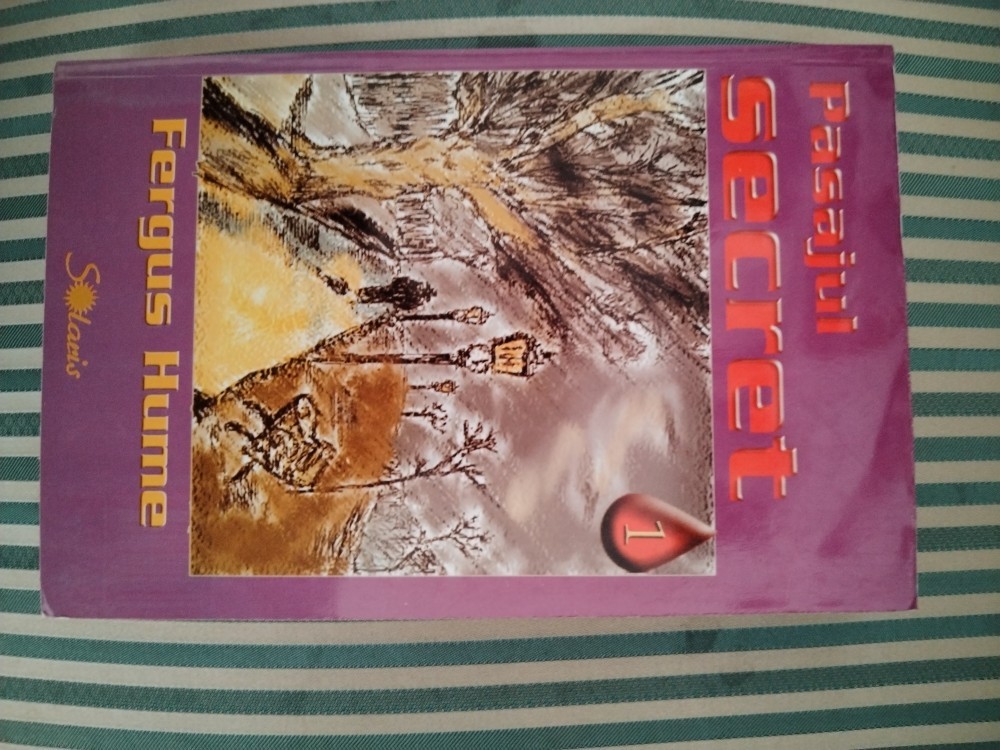 Pasajul
secret
1
Fergus Hume
Solaris